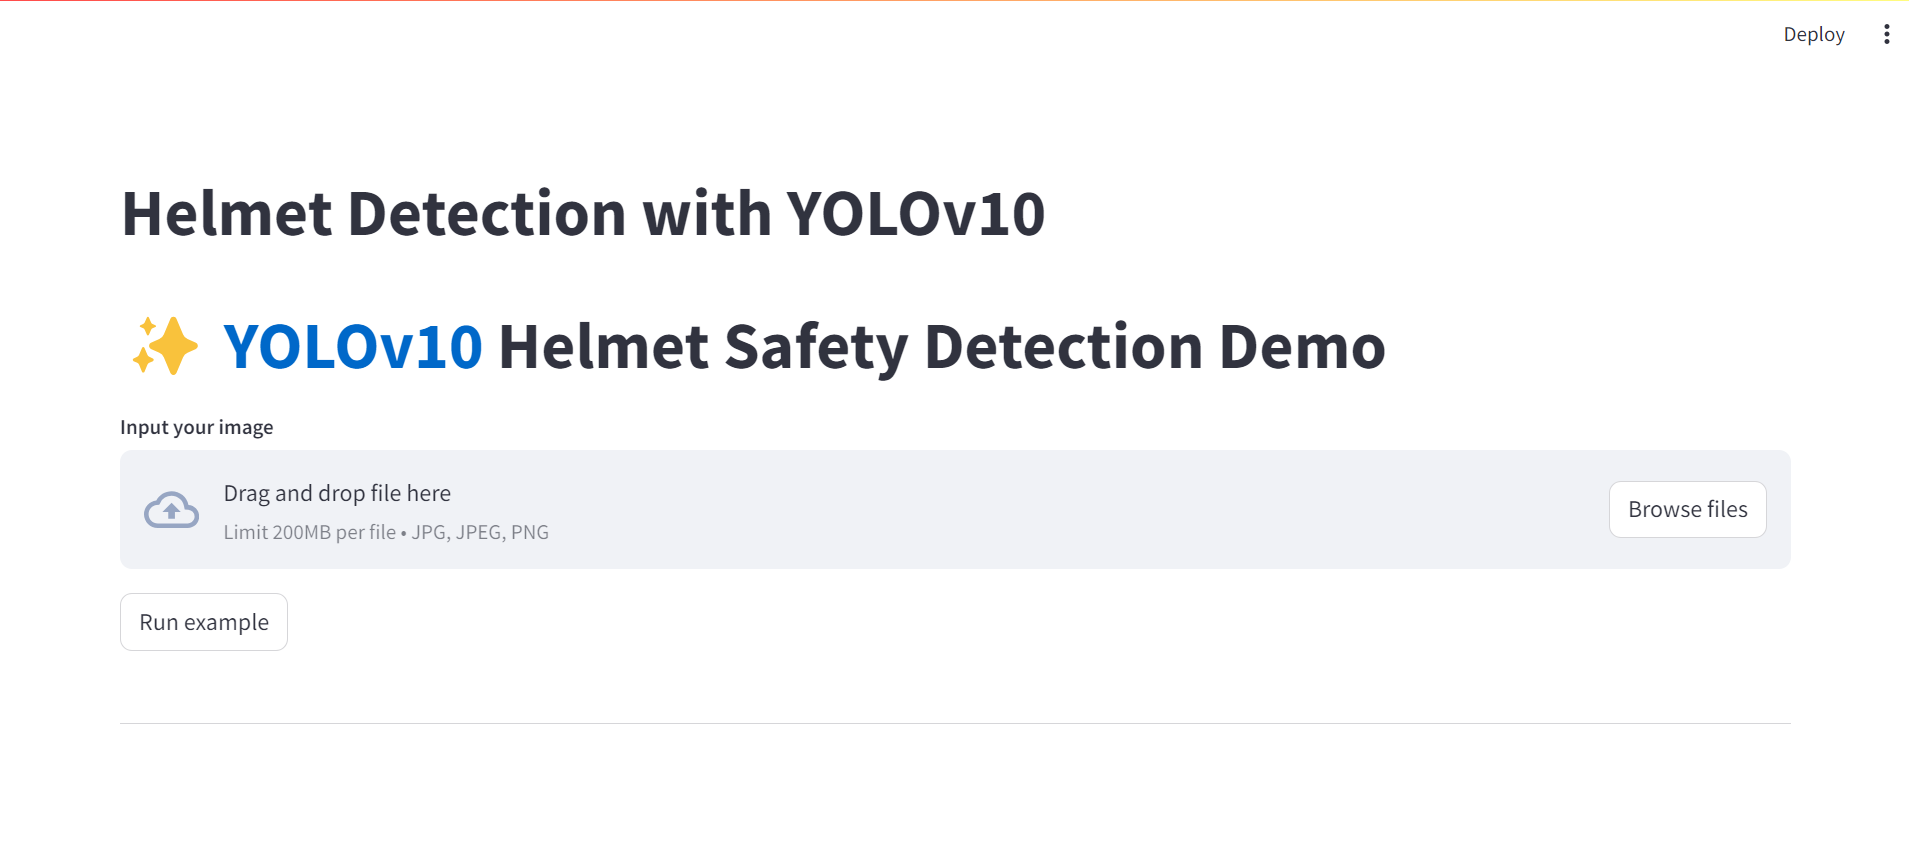 Deploy
Helmet Detection with YOLOv10
✨ YOLOv10 Helmet Safety Detection Demo
Input your image
Drag and drop file here
Limit 200MB per file • JPG, JPEG, PNG
Browse files
Run example